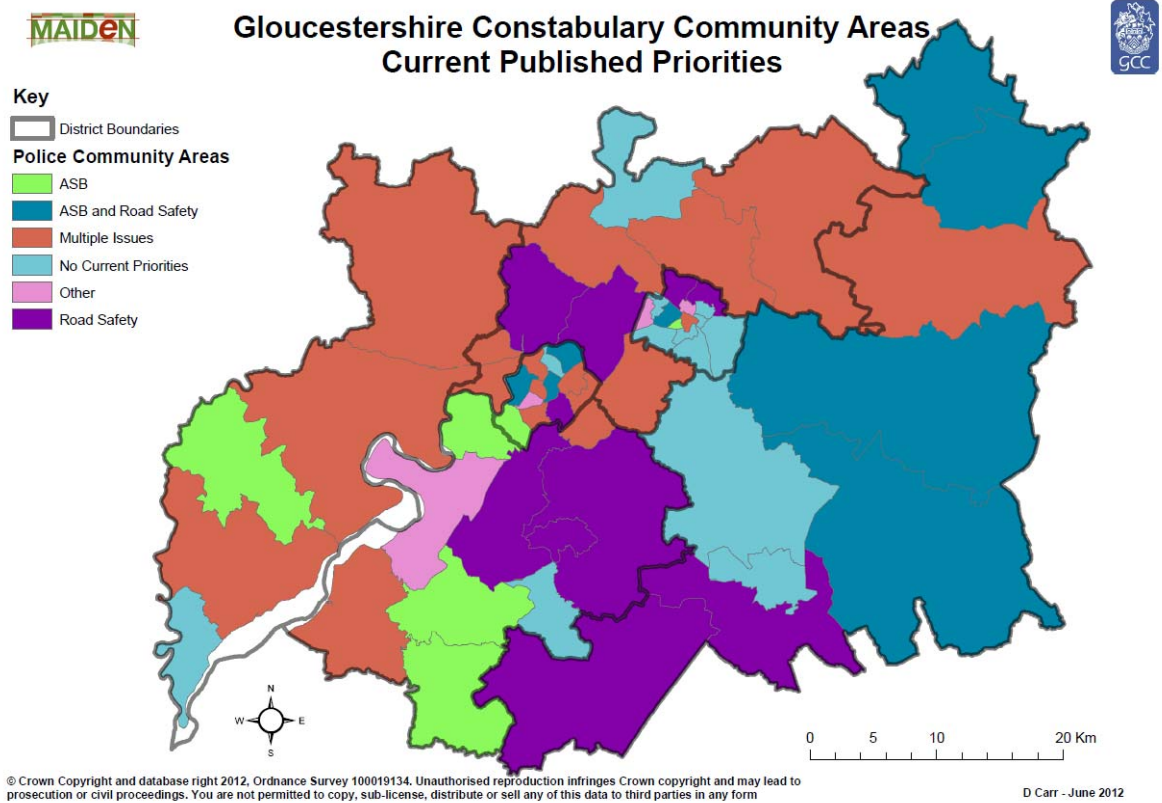 MAIDeN
Gloucestershire Constabulary Community Areas
Current Published Priorities
GCC
Key
District Boundaries
Police Community Areas
ASB
ASB and Road Safety
Multiple Issues
No Current Priorities
Other
Road Safety
N
W E
S
0 5 10 20 Km
© Crown Copyright and database right 2012, Ordnance Survey 100019134. Unauthorised reproduction infringes Crown copyright and may lead to
prosecution or civil proceedings. You are not permitted to copy, sub-license, distribute or sell any of this data to third parties in any form
D Carr - June 2012